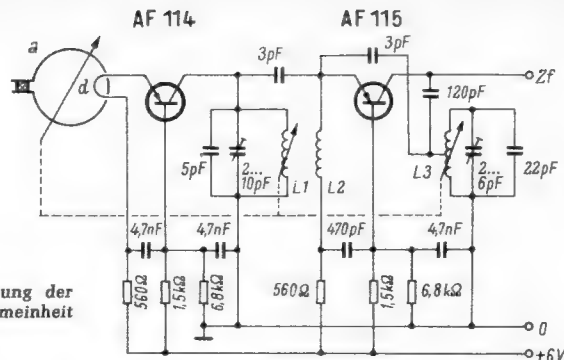 AF 114
AF 115
a
d
3pF
3pF
Zf
120pF
5pF
2...
10pF
L1
L2
L3
2...
6pF
22pF
4,7nF
4,7nF
470pF
4,7nF
560Ω
1,5kΩ
6,8kΩ
560Ω
1,5kΩ
6,8kΩ
ung der
meinheit
0
+6V